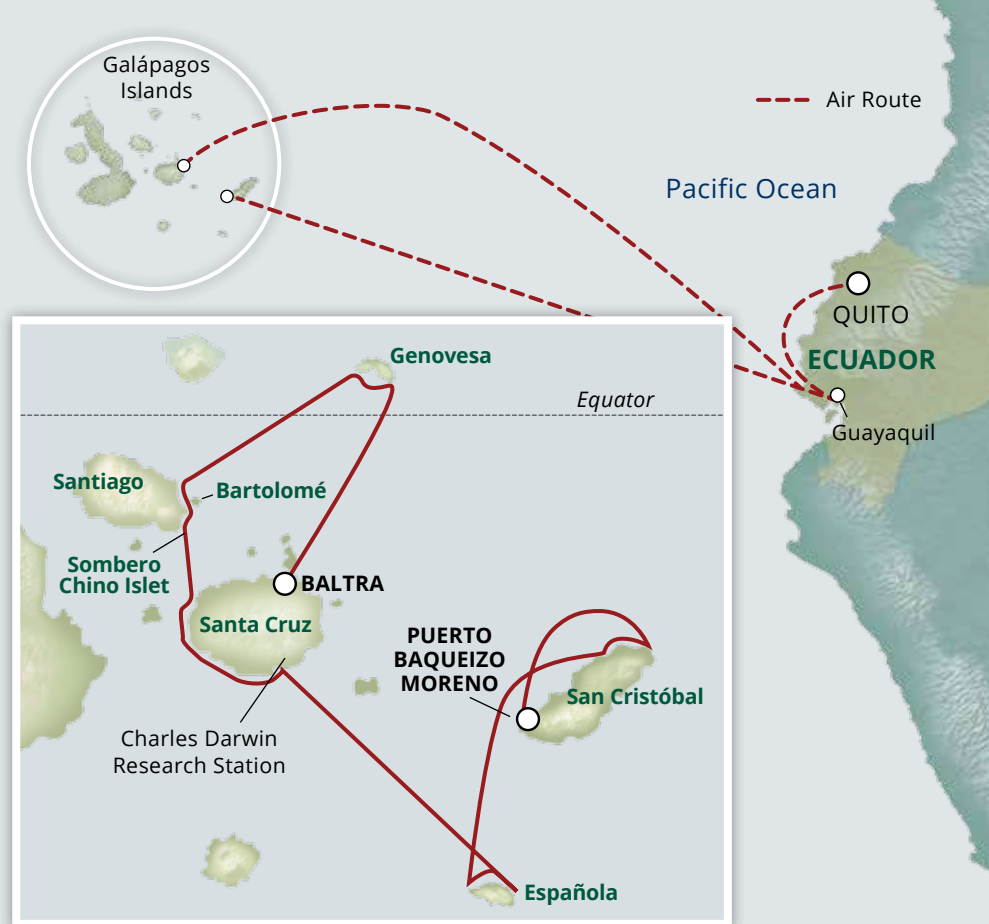 Galápagos
Islands
Air Route
Pacific Ocean
QUITO
ECUADOR
Guayaquil
Genovesa
Equator
Santiago
Bartolomé
Sombero
Chino Islet
BALTRA
Santa Cruz
PUERTO
BAQUEIZO
MORENO
San Cristóbal
Charles Darwin
Research Station
Española